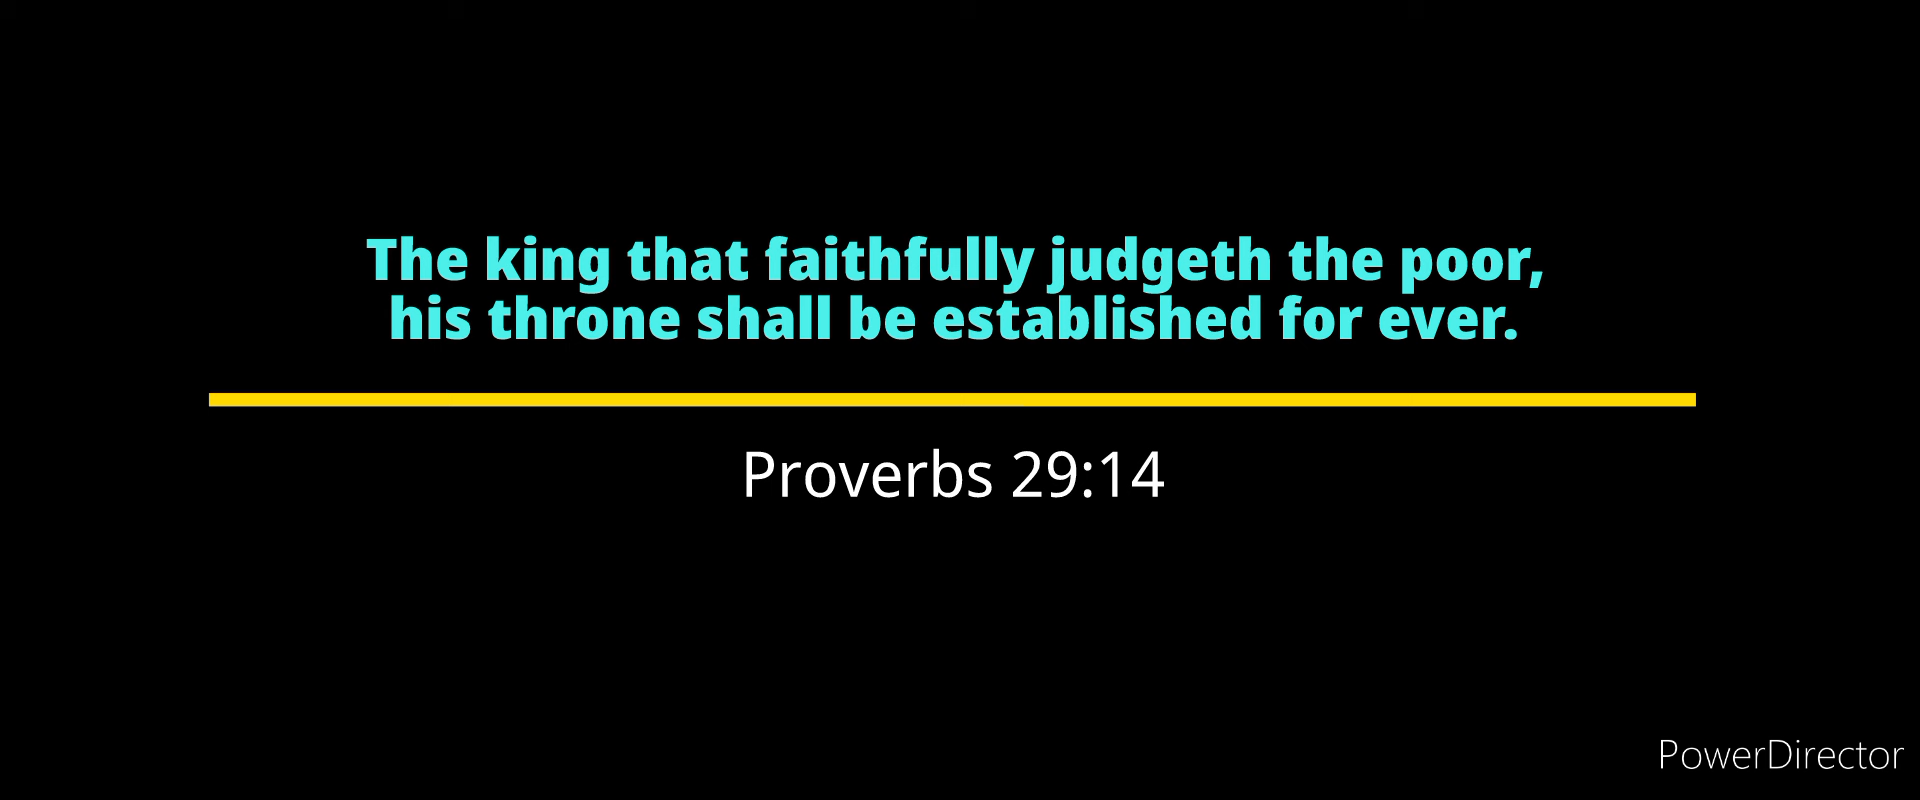 The king that faithfully judgeth the poor,
his throne shall be established for ever.
Proverbs 29:14
PowerDirector